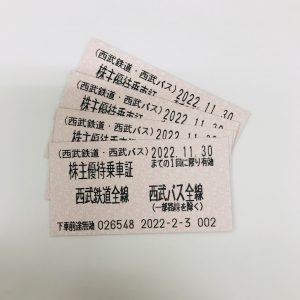 (西武鉄道・西武バス) 2022.11.30
株主優待乗車証
(西武鉄道・西武バス) 2022.11.30
株主優待乗車証
(西武鉄道・西武バス) 2022.11.30
株主優待乗車証
(西武鉄道・西武バス) 2022.11.30
株主優待乗車証 までの1回に限り有効
西武鉄道全線 西武バス全線
(一部路線を除く)
下車前途無効 026548 2022-2-3 002